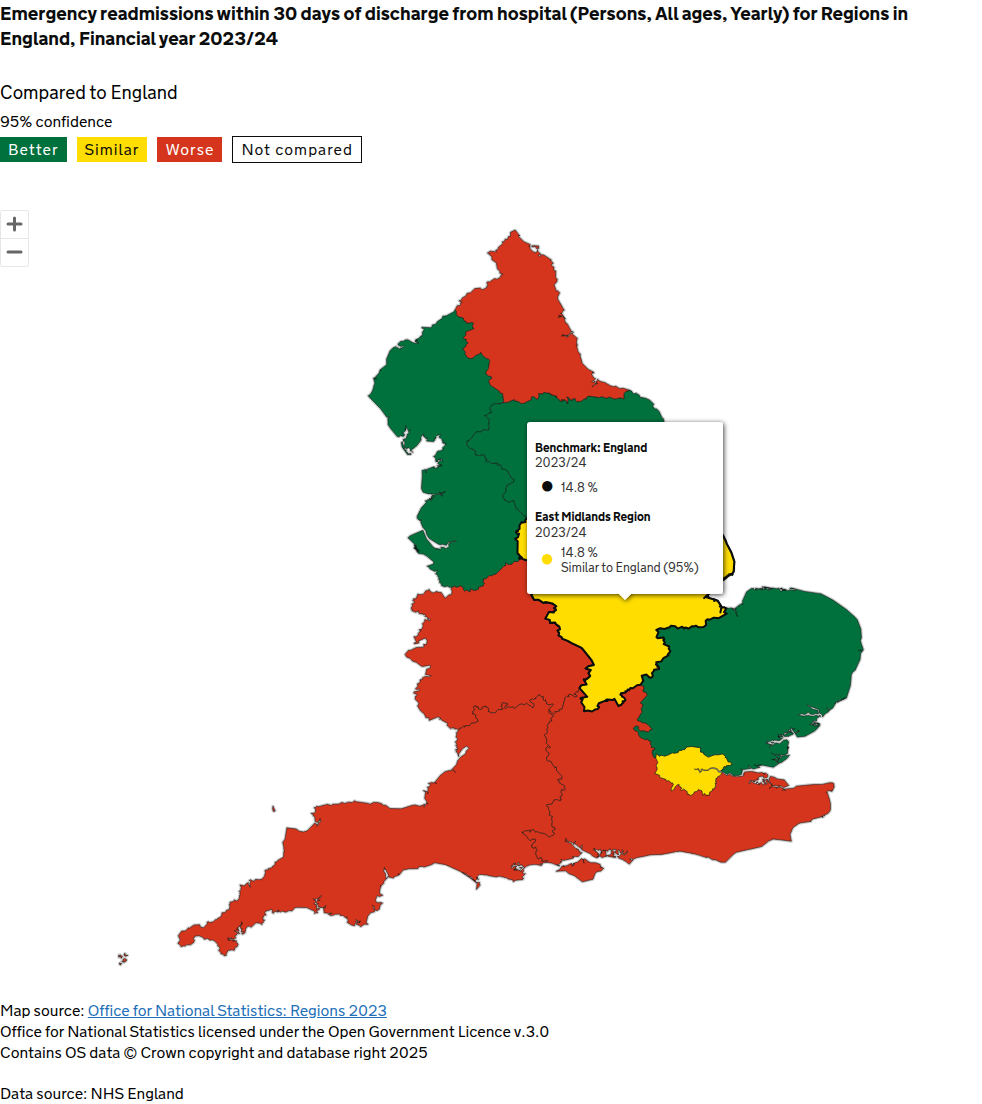 Emergency readmissions within 30 days of discharge from hospital (Persons, All ages, Yearly) for Regions in
England, Financial year 2023/24
Compared to England
95% confidence
Better Similar Worse Not compared
+
−
Benchmark: England
2023/24
14.8 %
East Midlands Region
2023/24
14.8 %
Similar to England (95%)
Map source: Office for National Statistics: Regions 2023
Office for National Statistics licensed under the Open Government Licence v.3.0
Contains OS data © Crown copyright and database right 2025
Data source: NHS England